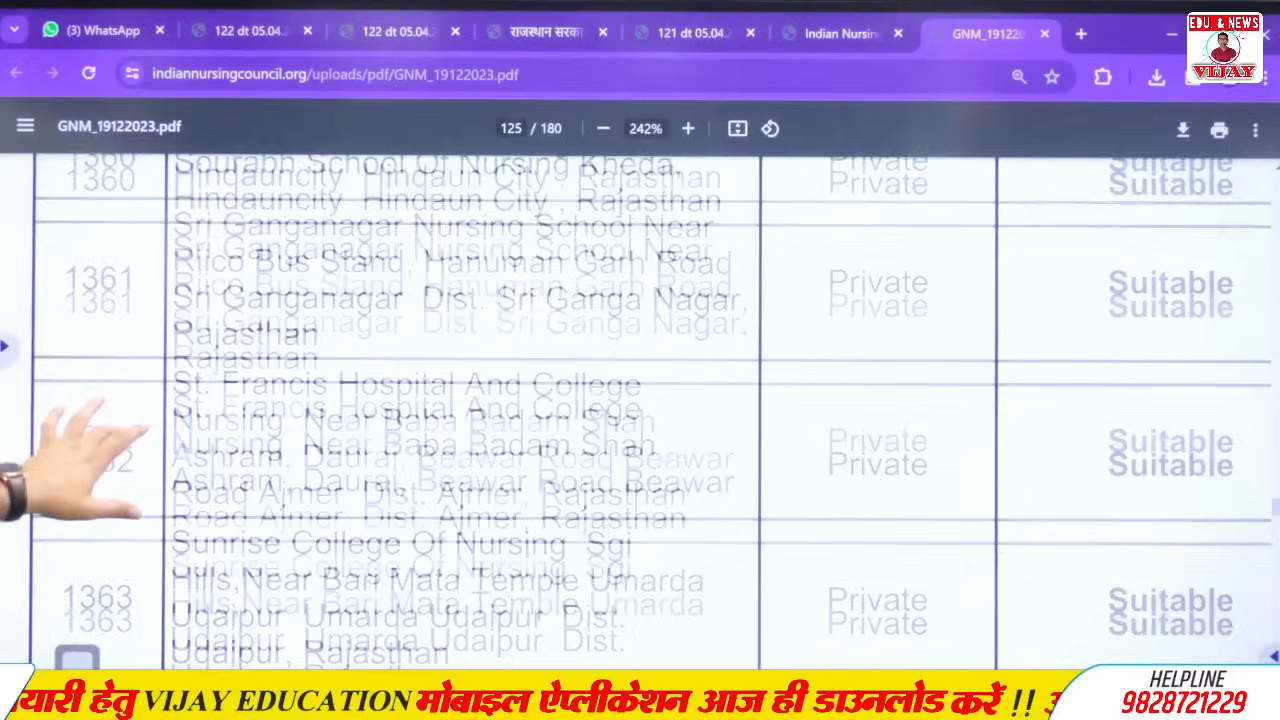 (3) WhatsApp
122 dt 05.04.2
122 dt 05.04.
राजस्थान सरका
121 dt 05.04.
Indian Nursin
GNM_191220
EDU. & NEWS
VIJAY
indiannursingcouncil.org/uploads/pdf/GNM_19122023.pdf
GNM_19122023.pdf
125 / 180
242%
1360
Sourabh School Of Nursing Kheda,
Hindauncity Hindaun City , Rajasthan
Private
Suitable
1361
Sri Ganganagar Nursing School Near
Riico Bus Stand, Hanuman Garh Road
Sri Ganganagar Dist. Sri Ganga Nagar,
Rajasthan
Private
Suitable
St. Francis Hospital And College
Nursing Near Baba Badam Shah
Ashram, Daurai, Beawar Road Beawar
Road Ajmer Dist. Ajmer, Rajasthan
Private
Suitable
1363
Sunrise College Of Nursing Sgi
Hills,Near Bari Mata Temple Umarda
Udaipur Umarda Udaipur Dist.
Udaipur, Rajasthan
Private
Suitable
यारी हेतु VIJAY EDUCATION मोबाइल ऐप्लीकेशन आज ही डाउनलोड करें !!
HELPLINE
9828721229